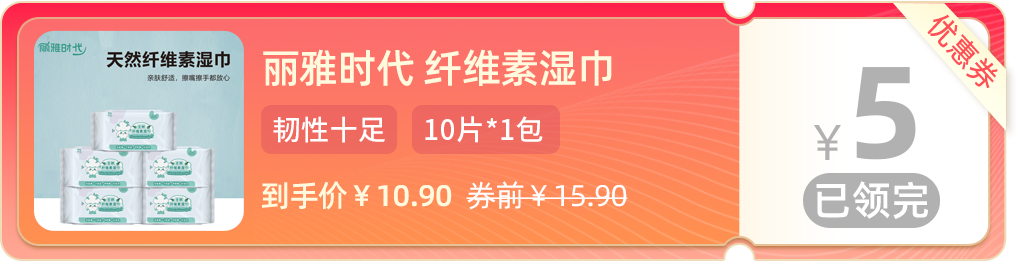 丽雅时代
天然纤维素湿巾
亲肤舒适，擦嘴擦手都放心
丽雅时代 纤维素湿巾
韧性十足 10片*1包
到手价￥10.90 券前￥15.90
优惠券
￥5
已领完